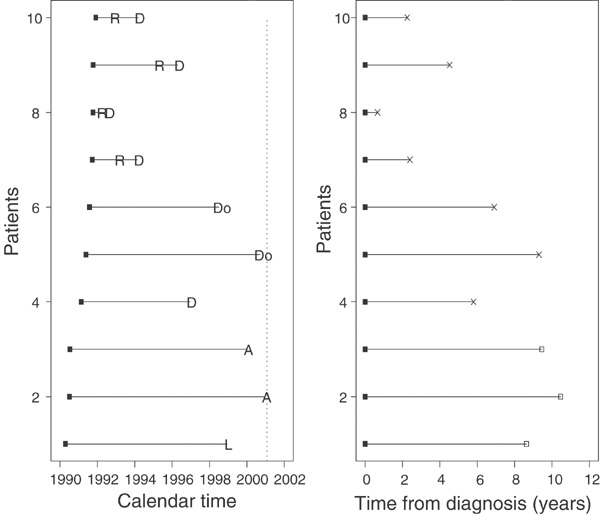 10
R
D
R
D
8
R
D
R
D
6
Do
Do
4
D
A
2
A
L
Patients
1990 1992 1994 1996 1998 2000 2002
Calendar time
10
8
6
4
2
Patients
0 2 4 6 8 10 12
Time from diagnosis (years)